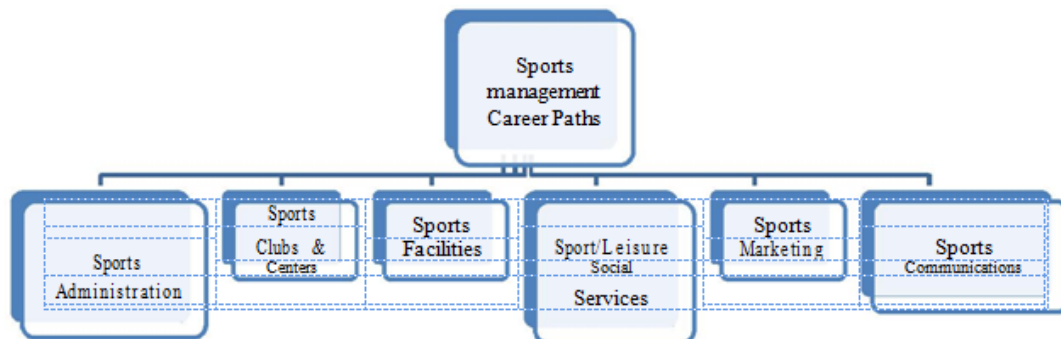 Sports
management
Career Paths
Sports
Administration
Sports
Clubs &
Centers
Sports
Facilities
Sport/Leisure
Social
Services
Sports
Marketing
Sports
Communications